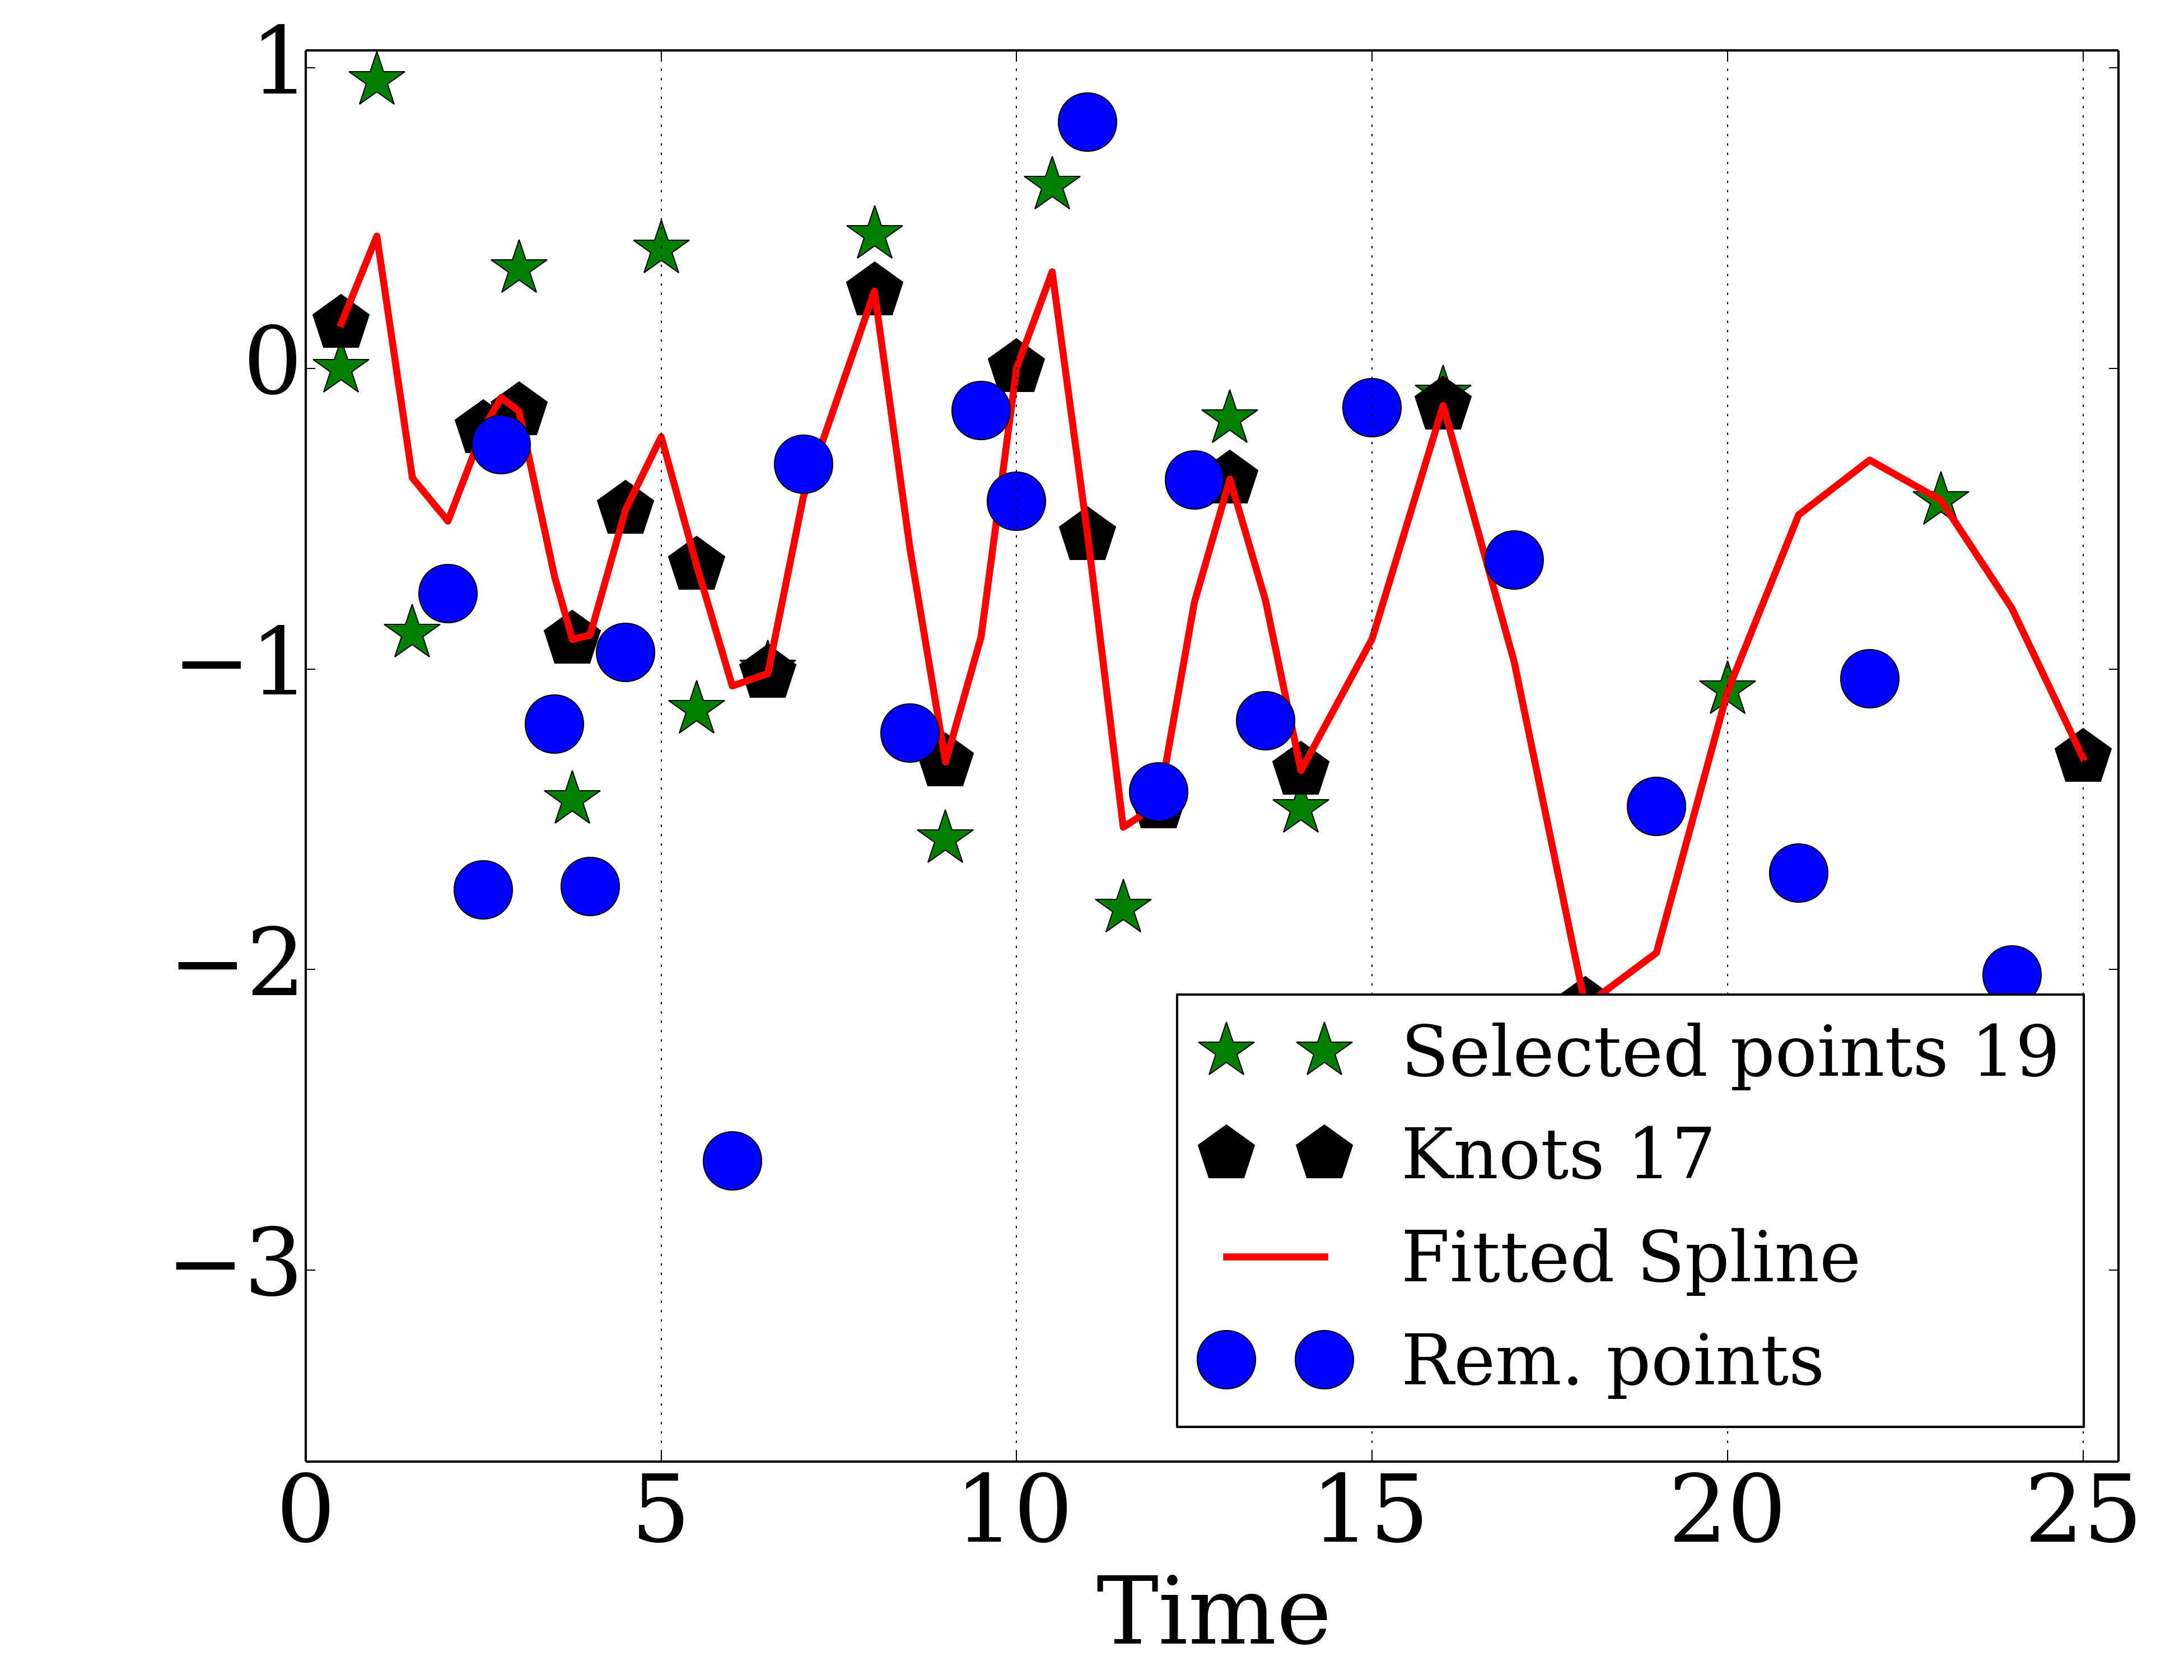 1
0
−1
−2
−3
0 5 10 15 20 25
Time
Selected points 19
Knots 17
Fitted Spline
Rem. points